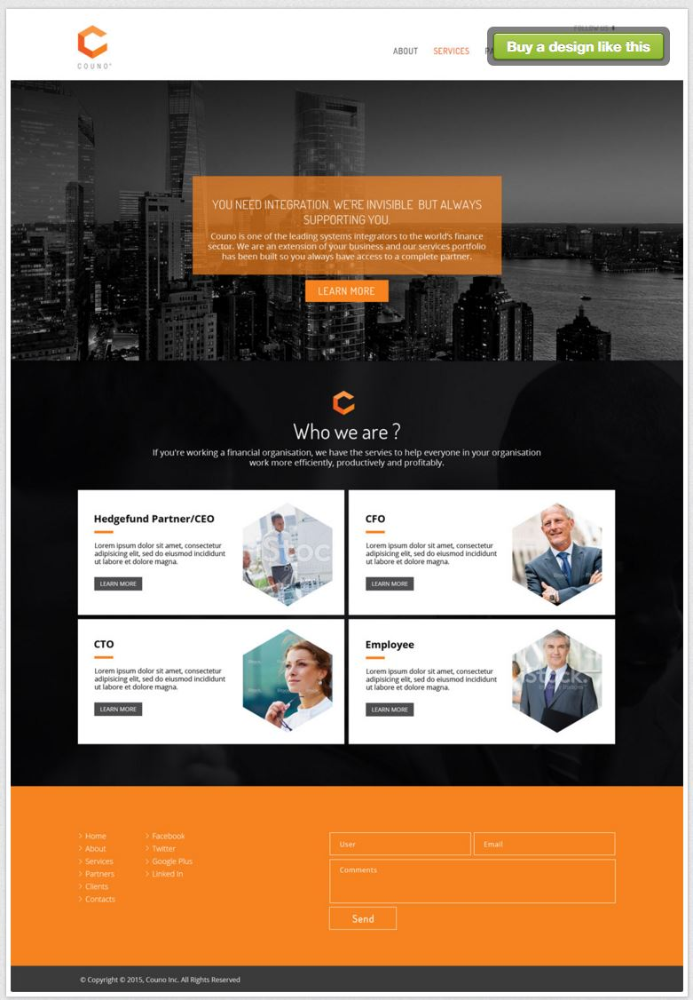 COUNO
FOLLOW US
ABOUT SERVICES
Buy a design like this
YOU NEED INTEGRATION. WE'RE INVISIBLE BUT ALWAYS
SUPPORTING YOU.
Couno is one of the leading systems integrators to the world's finance
sector. We are an extension of your business and our services portfolio
has been built so you always have access to a complete partner.
LEARN MORE
Who we are ?
If you're working a financial organisation, we have the servies to help everyone in your organisation
work more efficiently, productively and profitably.
Hedgefund Partner/CEO
Lorem ipsum dolor sit amet, consectetur
adipisicing elit, sed do eiusmod incididunt
ut labore et dolore magna.
LEARN MORE
iStoc
CFO
Lorem ipsum dolor sit amet, consectetur
adipisicing elit, sed do eiusmod incididunt
ut labore et dolore magna.
LEARN MORE
CTO
Lorem ipsum dolor sit amet, consectetur
adipisicing elit, sed do eiusmod incididunt
ut labore et dolore magna.
LEARN MORE
Employee
Lorem ipsum dolor sit amet, consectetur
adipisicing elit, sed do eiusmod incididunt
ut labore et dolore magna.
LEARN MORE
iStock.
by Getty Images
Home
About
Services
Partners
Clients
Contacts
Facebook
Twitter
Google Plus
Linked In
User
Email
Comments
Send
© Copyright © 2015, Couno Inc. All Rights Reserved